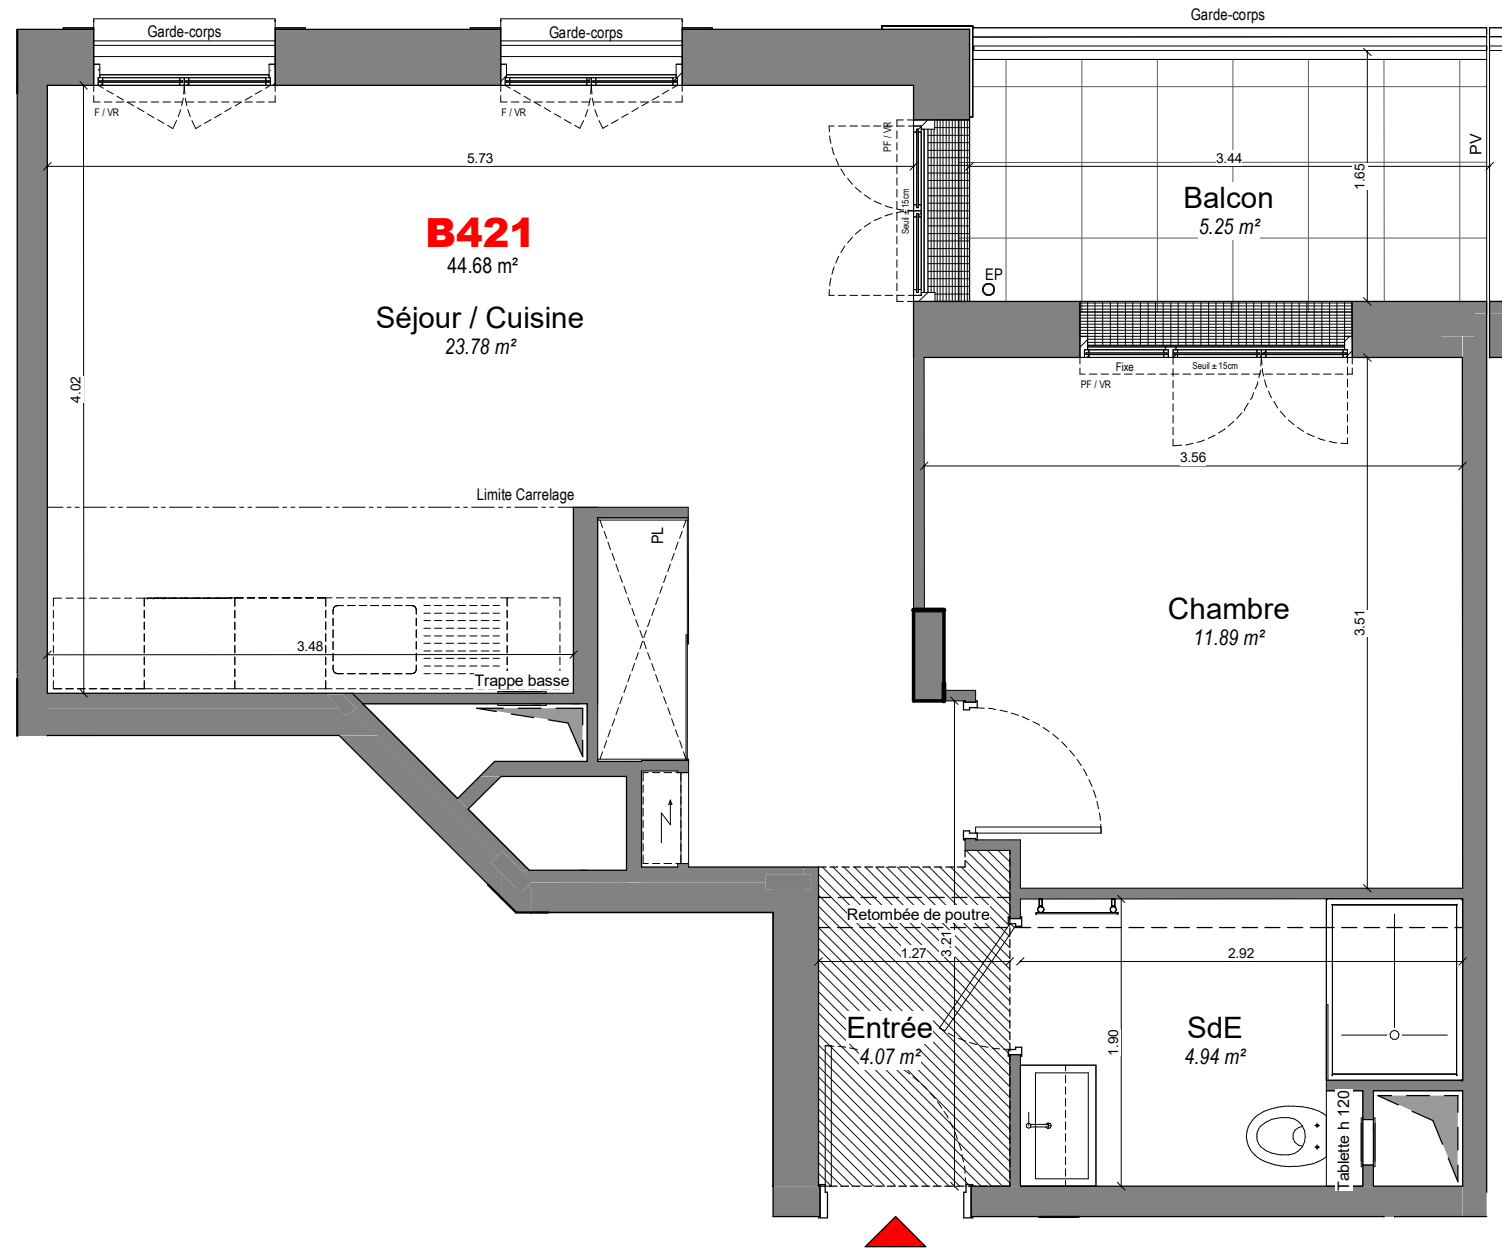 Garde-corps
Garde-corps
Garde-corps
F / VR
F / VR
PF / VR
PV
5.73
3.44
1.65
Balcon
5.25 m²
Seuil ± 15cm
B421
44.68 m²
EP
Séjour / Cuisine
23.78 m²
Fixe
Seuil ± 15cm
PF / VR
4.02
3.56
Limite Carrelage
PL
Chambre
11.89 m²
3.51
3.48
Trappe basse
Retombée de poutre
3.21
1.27
2.92
Entrée
4.07 m²
1.90
SdE
4.94 m²
Tablette h 120